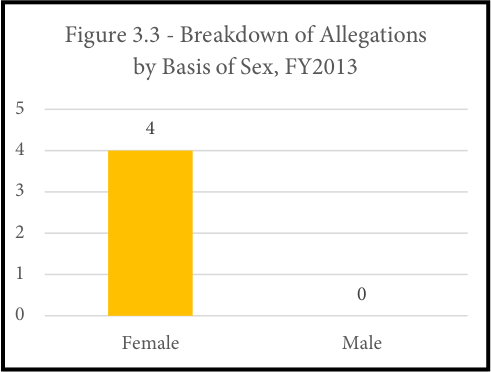 Figure 3.3 - Breakdown of Allegations
by Basis of Sex, FY2013
5
4
4
3
2
1
0
0
Female Male